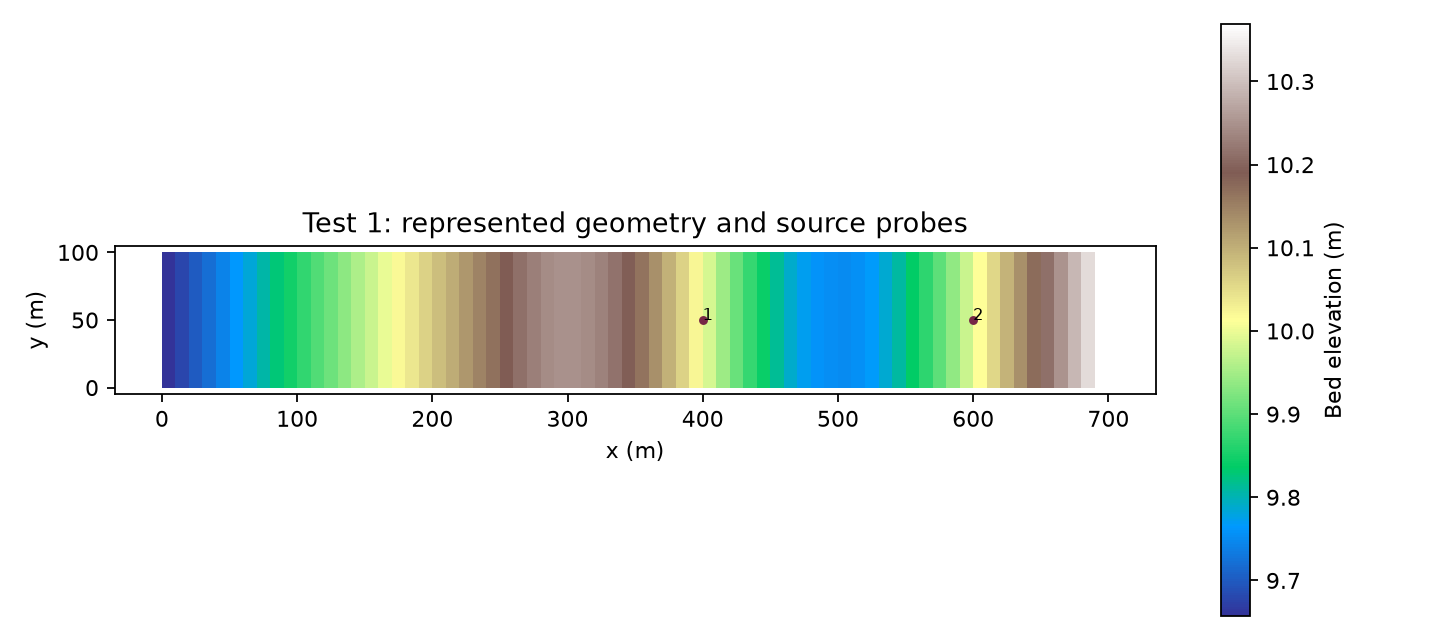 Test 1: represented geometry and source probes
100
50
0
y (m)
1
2
0 100 200 300 400 500 600 700
x (m)
10.3
10.2
10.1
10.0
9.9
9.8
9.7
Bed elevation (m)